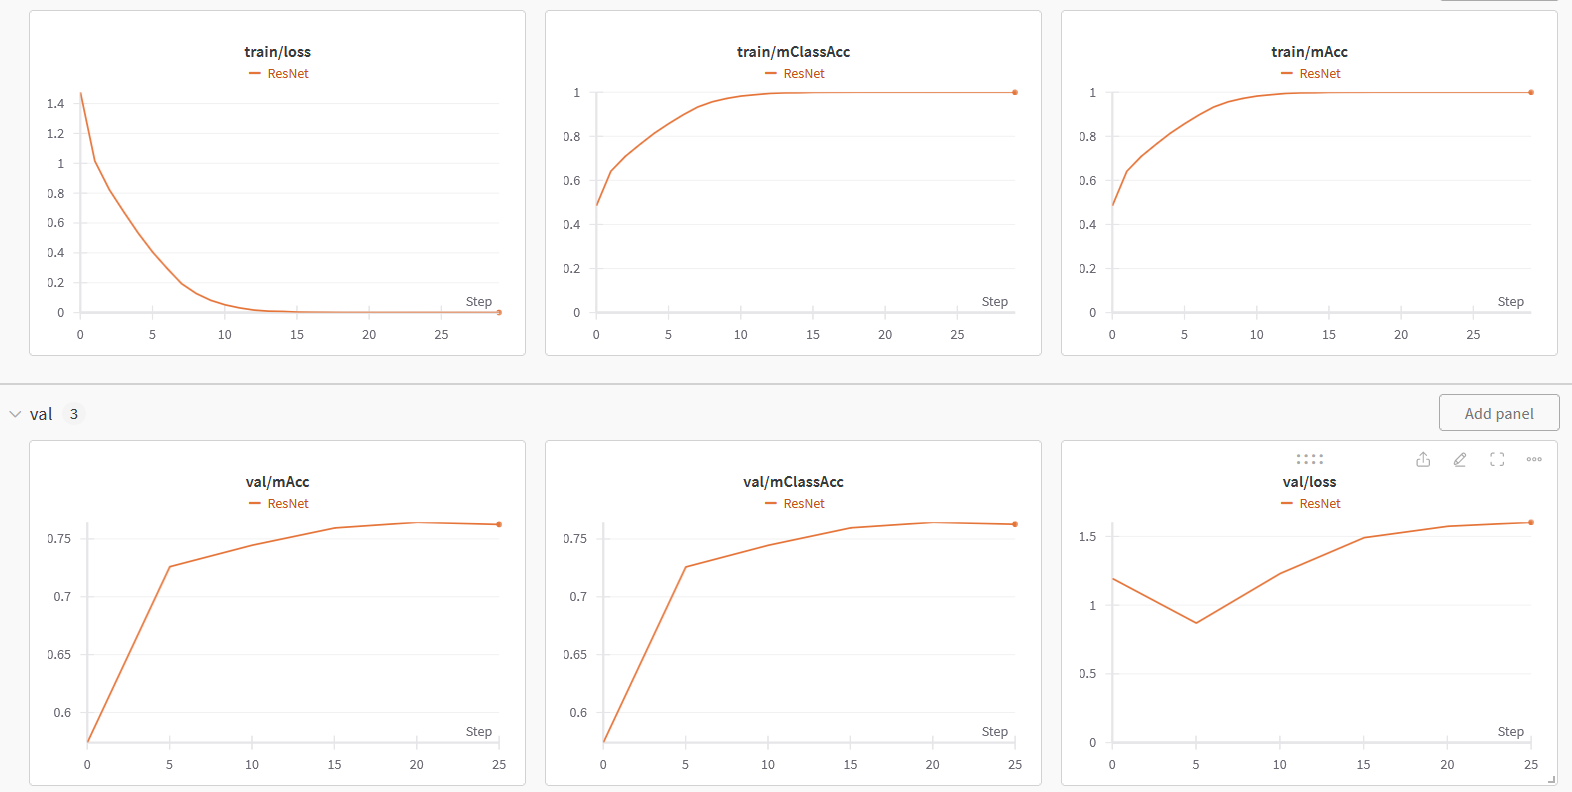 train/loss
ResNet
1.4
1.2
1
0.8
0.6
0.4
0.2
0
Step
0 5 10 15 20 25
train/mClassAcc
ResNet
1
0.8
0.6
0.4
0.2
0
Step
0 5 10 15 20 25
train/mAcc
ResNet
1
0.8
0.6
0.4
0.2
0
Step
0 5 10 15 20 25
val 3
Add panel
val/mAcc
ResNet
0.75
0.7
0.65
0.6
Step
0 5 10 15 20 25
val/mClassAcc
ResNet
0.75
0.7
0.65
0.6
Step
0 5 10 15 20 25
val/loss
ResNet
1.5
1
0.5
0
Step
0 5 10 15 20 25